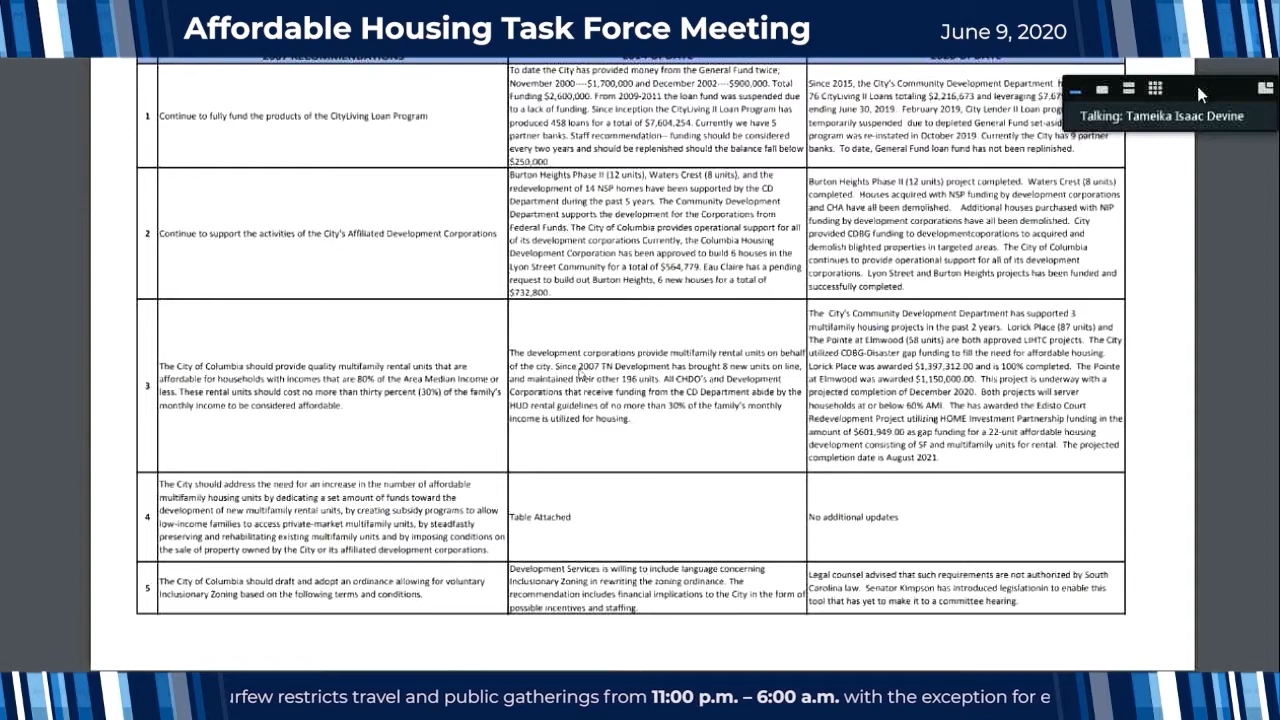 Affordable Housing Task Force Meeting
June 9, 2020
2007 RECOMMENDATIONS
Talking: Tameika Isaac Devine
1
Continue to fully fund the products of the CityLiving Loan Program
To date the City has provided money from the General Fund twice;
November 2000----$1,700,000 and December 2002----$900,000. Total
Funding $2,600,000. From 2009-2011 the loan fund was suspended due
to a lack of funding. Since inception the CityLiving II Loan Program has
produced 458 loans for a total of $7,604,254. Currently we have 5
partner banks. Staff recommendation-- funding should be considered
every two years and should be replenished should the balance fall below
$250,000
Since 2015, the City's Community Development Department h
76 CityLiving II Loans totaling $2,216,673 and leveraging $7,67
ending June 30, 2019. February 2019, City Lender II Loan prog
temporarily suspended due to depleted General Fund set-asid
program was re-instated in October 2019. Currently the City has 9 partner
banks. To date, General Fund loan fund has not been replinished.
2
Continue to support the activities of the City's Affiliated Development Corporations
Burton Heights Phase II (12 units), Waters Crest (8 units), and the
redevelopment of 14 NSP homes have been supported by the CD
Department during the past 5 years. The Community Development
Department supports the development for the Corporations from
Federal Funds. The City of Columbia provides operational support for all
of its development corporations Currently, the Columbia Housing
Development Corporation has been approved to build 6 houses in the
Lyon Street Community for a total of $564,779. Eau Claire has a pending
request to build out Burton Heights, 6 new houses for a total of
$732,800.
Burton Heights Phase II (12 units) project completed. Waters Crest (8 units)
completed. Houses acquired with NSP funding by development corporations
and CHA have all been demolished. Additional houses purchased with NIP
funding by development corporations have all been demolished. City
provided CDBG funding to developmentcoporations to acquired and
demolish blighted properties in targeted areas. The City of Columbia
continues to provide operational support for all of its development
corporations. Lyon Street and Burton Heights projects has been funded and
successfully completed.
3
The City of Columbia should provide quality multifamily rental units that are
affordable for households with incomes that are 80% of the Area Median Income or
less. These rental units should cost no more than thirty percent (30%) of the family's
monthly income to be considered affordable.
The development corporations provide multifamily rental units on behalf
of the city. Since 2007 TN Development has brought 8 new units on line,
and maintained their other 196 units. All CHDO's and Development
Corporations that receive funding from the CD Department abide by the
HUD rental guidelines of no more than 30% of the family's monthly
income is utilized for housing.
The City's Community Development Department has supported 3
multifamily housing projects in the past 2 years. Lorick Place (87 units) and
The Pointe at Elmwood (58 units) are both approved LIHTC projects. The City
utilized CDBG-Disaster gap funding to fill the need for affordable housing.
Lorick Place was awarded $1,397,312.00 and is 100% completed. The Pointe
at Elmwood was awarded $1,150,000.00. This project is underway with a
projected completion of December 2020. Both projects will server
households at or below 60% AMI. The has awarded the Edisto Court
Redevelopment Project utilizing HOME Investment Partnership funding in the
amount of $601,949.00 as gap funding for a 22-unit affordable housing
development consisting of SF and multifamily units for rental. The projected
completion date is August 2021.
4
The City should address the need for an increase in the number of affordable
multifamily housing units by dedicating a set amount of funds toward the
development of new multifamily rental units, by creating subsidy programs to allow
low-income families to access private-market multifamily units, by steadfastly
preserving and rehabilitating existing multifamily units and by imposing conditions on
the sale of property owned by the City or its affiliated development corporations.
Table Attached
No additional updates
5
The City of Columbia should draft and adopt an ordinance allowing for voluntary
Inclusionary Zoning based on the following terms and conditions.
Development Services is willing to include language concerning
Inclusionary Zoning in rewriting the zoning ordinance. The
recommendation includes financial implications to the City in the form of
possible incentives and staffing.
Legal counsel advised that such requirements are not authorized by South
Carolina law. Senator Kimpson has introduced legislationin to enable this
tool that has yet to make it to a committee hearing.
urfew restricts travel and public gatherings from 11:00 p.m. – 6:00 a.m. with the exception for e